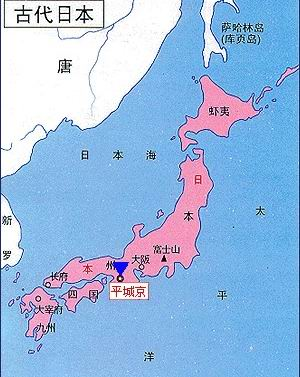 古代日本
萨哈林岛
(库页岛)
唐
虾夷
日本海
日本
太平洋
新罗
本州
大阪
富士山
长府
平城京
四国
大宰府
九州